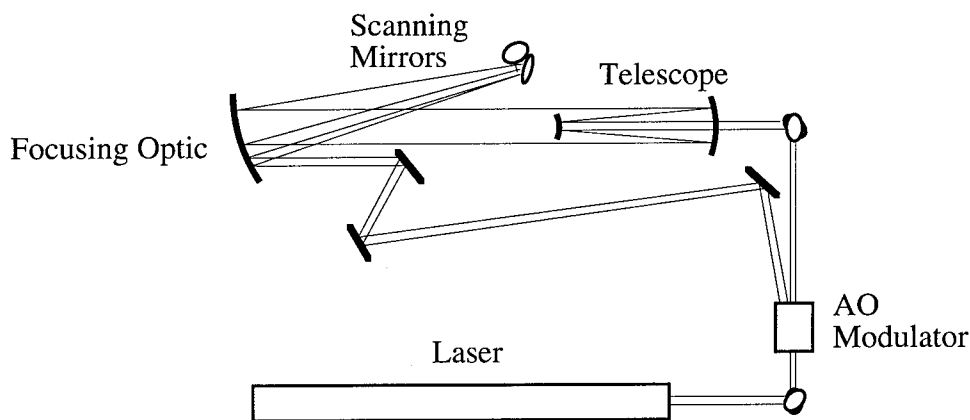 Scanning
Mirrors
Telescope
Focusing Optic
AO
Modulator
Laser